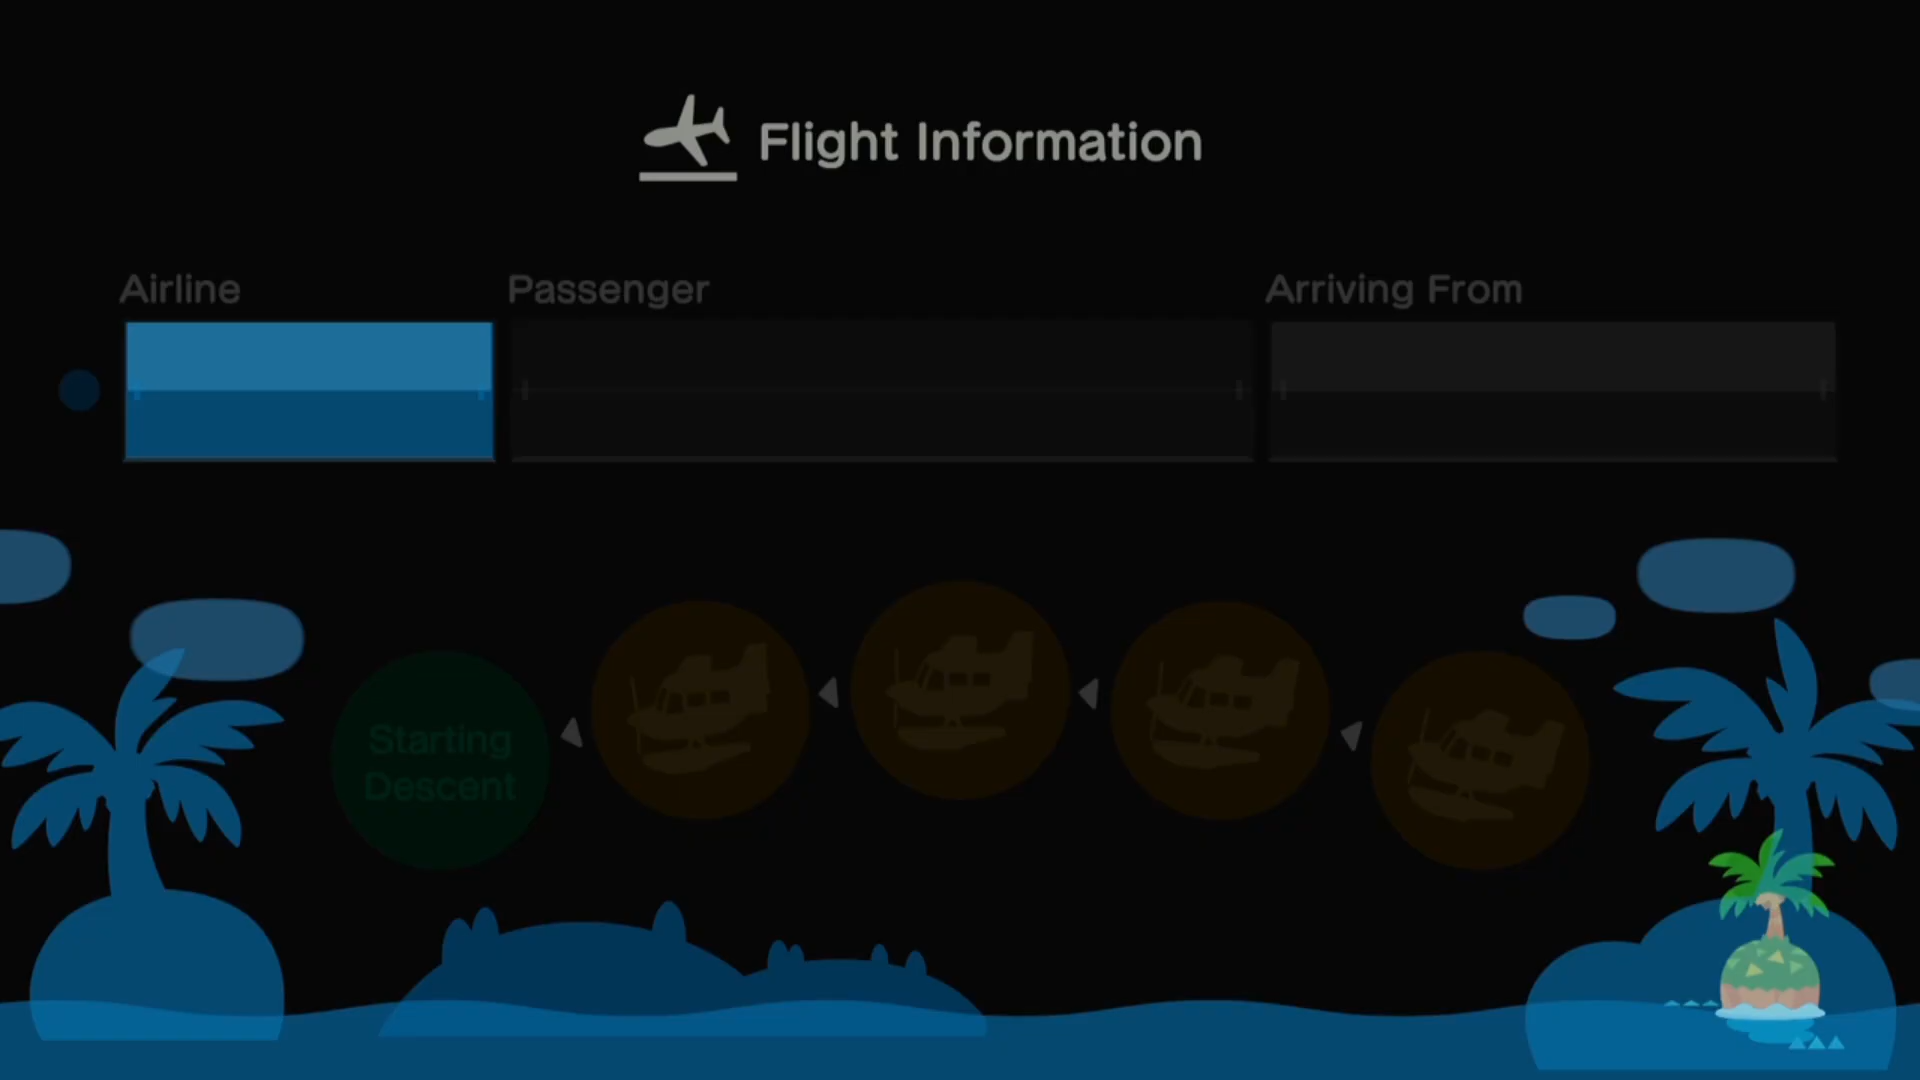 Flight Information
Airline
Passenger
Arriving From
Starting
Descent